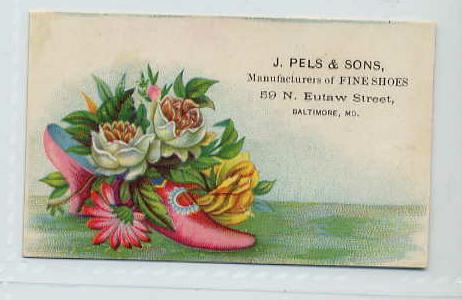 J. PELS & SONS,
Manufacturers of FINE SHOES
59 N. Eutaw Street,
BALTIMORE, MD.